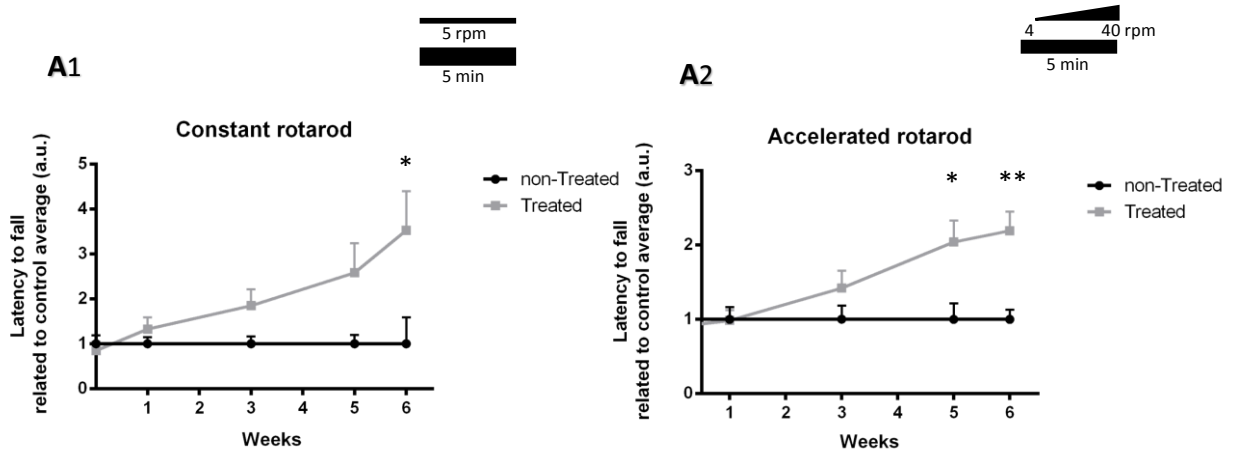 5 rpm
5 min
A1
Constant rotarod
Latency to fall
related to control average (a.u.)
5
4
3
2
1
0
*
1 2 3 4 5 6
Weeks
non-Treated
Treated
4 40 rpm
5 min
A2
Accelerated rotarod
Latency to fall
related to control average (a.u.)
3
2
1
0
* **
1 2 3 4 5 6
Weeks
non-Treated
Treated